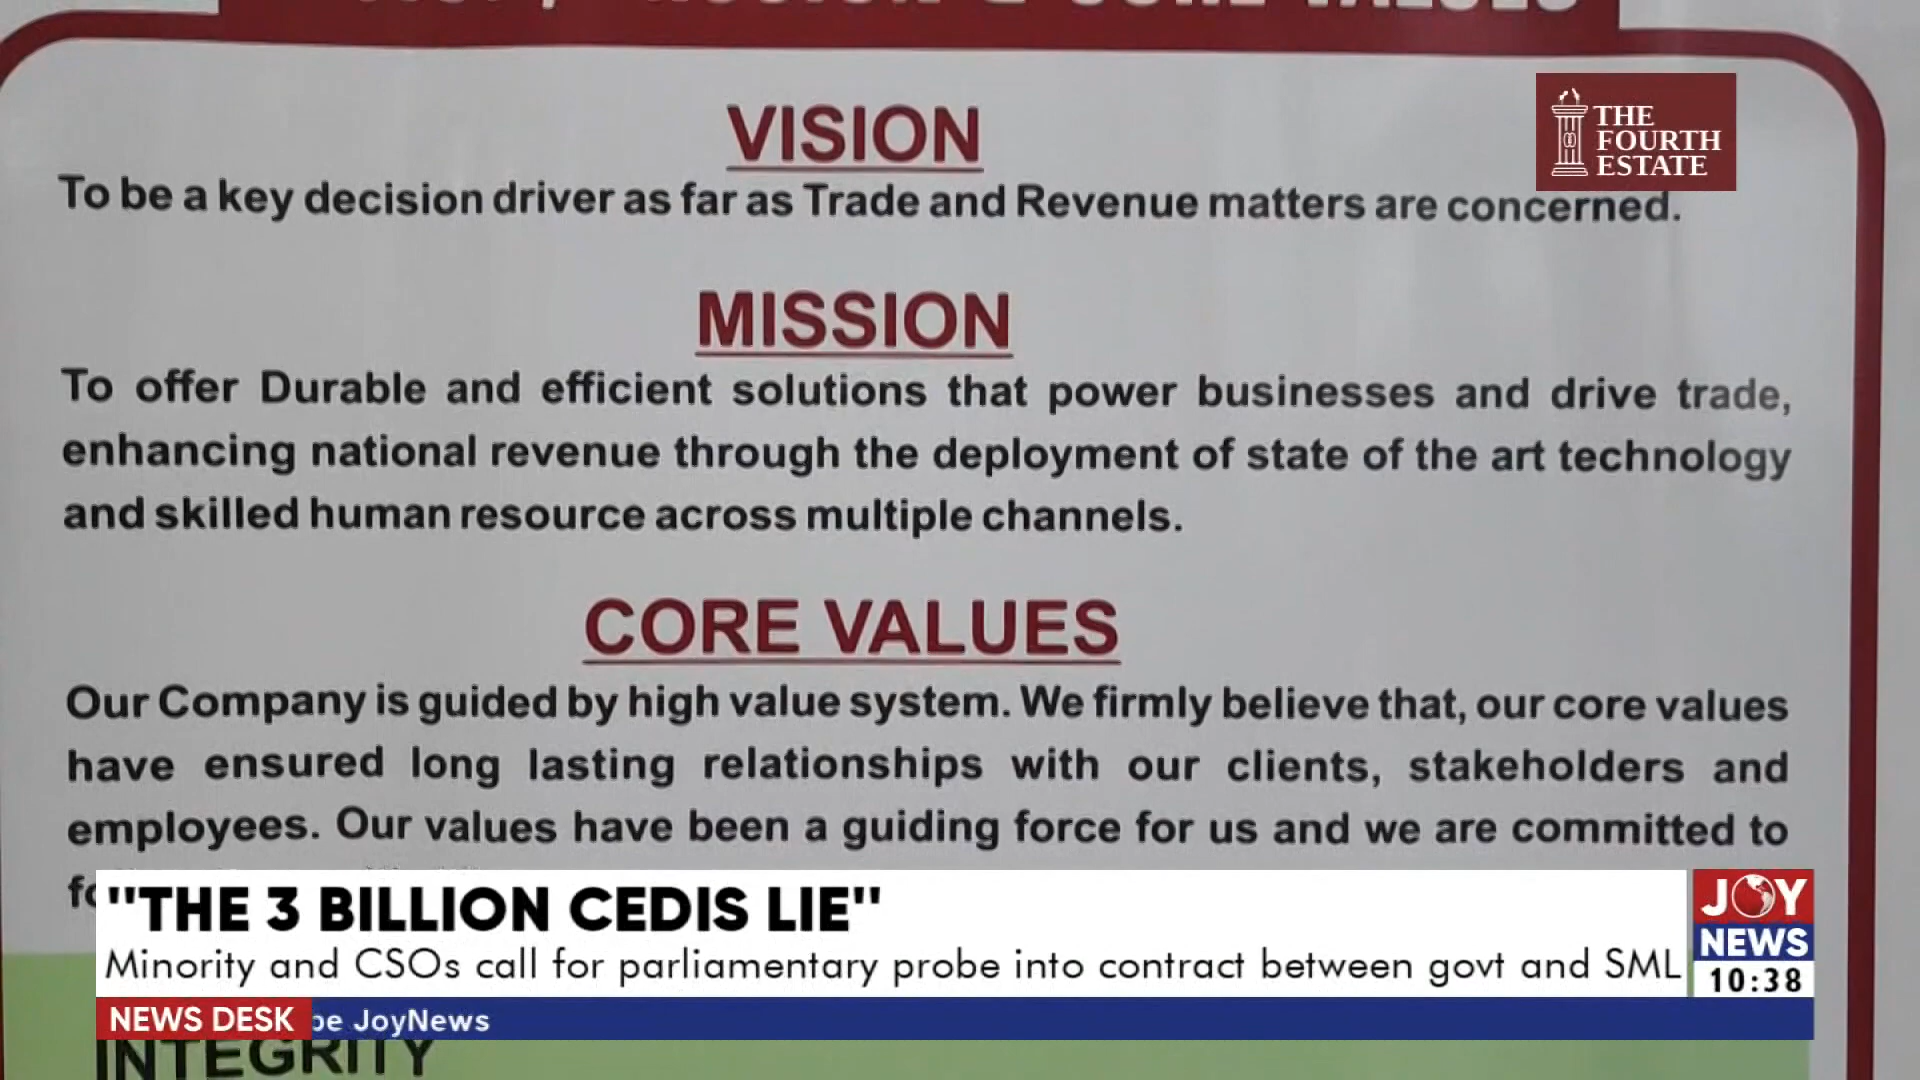 & CORE VALUES
VISION
THE
FOURTH
ESTATE
To be a key decision driver as far as Trade and Revenue matters are concerned.
MISSION
To offer Durable and efficient solutions that power businesses and drive trade,
enhancing national revenue through the deployment of state of the art technology
and skilled human resource across multiple channels.
CORE VALUES
Our Company is guided by high value system. We firmly believe that, our core values
have ensured long lasting relationships with our clients, stakeholders and
employees. Our values have been a guiding force for us and we are committed to
"THE 3 BILLION CEDIS LIE"
Minority and CSOs call for parliamentary probe into contract between govt and SML
JOY
NEWS
10:38
NEWS DESK
be JoyNews
INTEGRITY